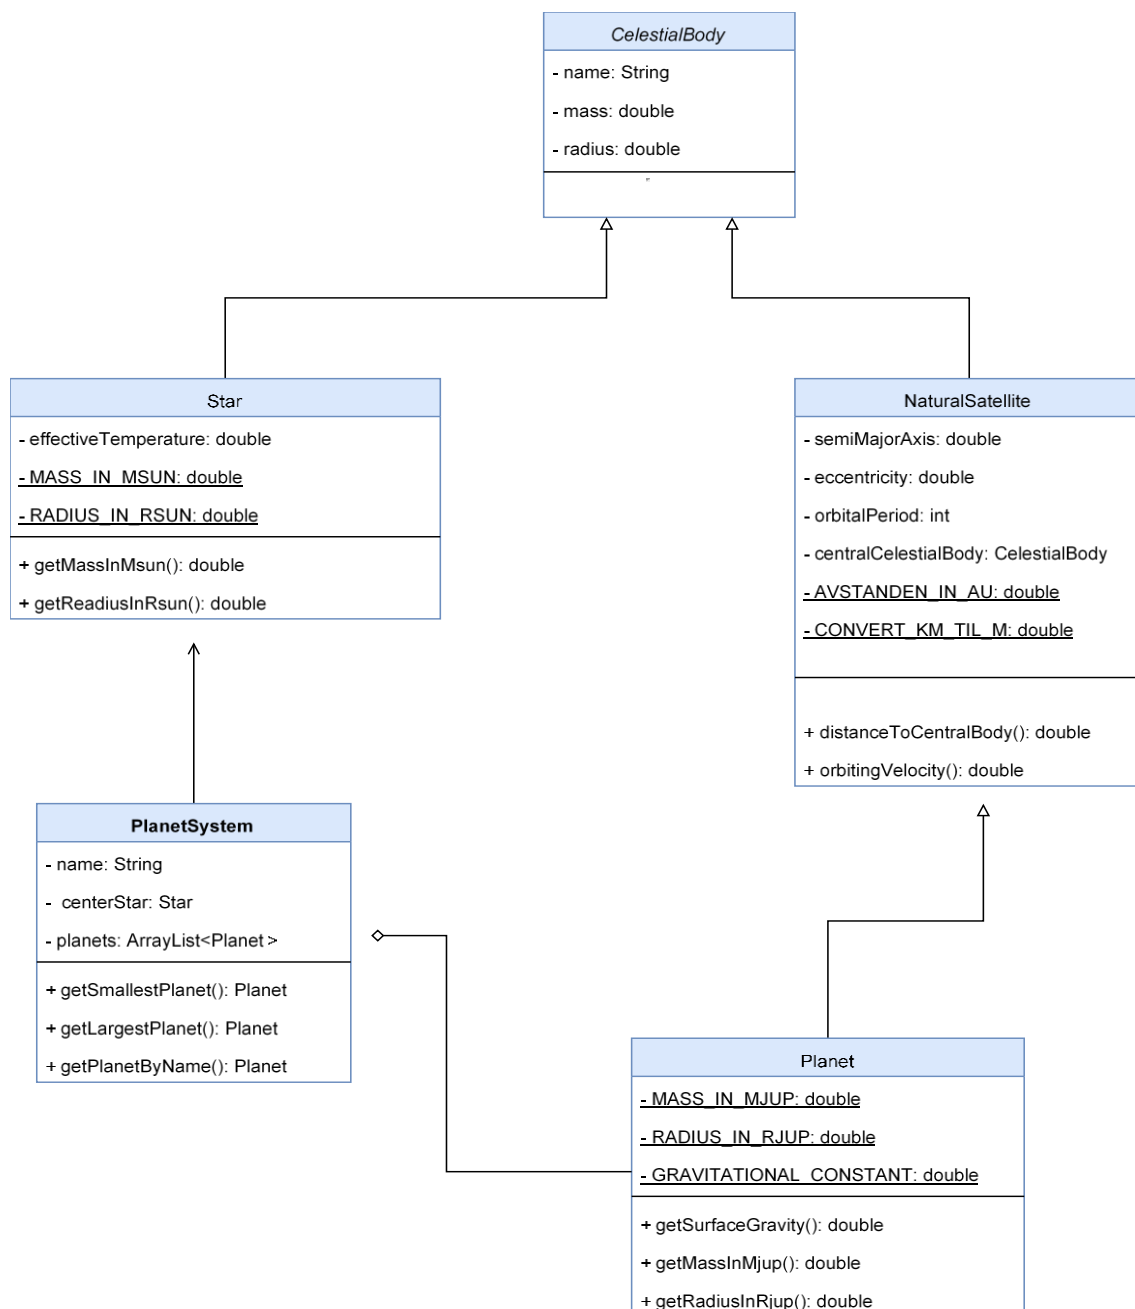 CelestialBody
- name: String
- mass: double
- radius: double
Star
- effectiveTemperature: double
- MASS_IN_MSUN: double
- RADIUS_IN_RSUN: double
+ getMassInMsun(): double
+ getReadiusInRsun(): double
NaturalSatellite
- semiMajorAxis: double
- eccentricity: double
- orbitalPeriod: int
- centralCelestialBody: CelestialBody
- AVSTANDEN_IN_AU: double
- CONVERT_KM_TIL_M: double
+ distanceToCentralBody(): double
+ orbitingVelocity(): double
PlanetSystem
- name: String
- centerStar: Star
- planets: ArrayList<Planet >
+ getSmallestPlanet(): Planet
+ getLargestPlanet(): Planet
+ getPlanetByName(): Planet
Planet
- MASS_IN_MJUP: double
- RADIUS_IN_RJUP: double
- GRAVITATIONAL_CONSTANT: double
+ getSurfaceGravity(): double
+ getMassInMjup(): double
+ getRadiusInRjup(): double